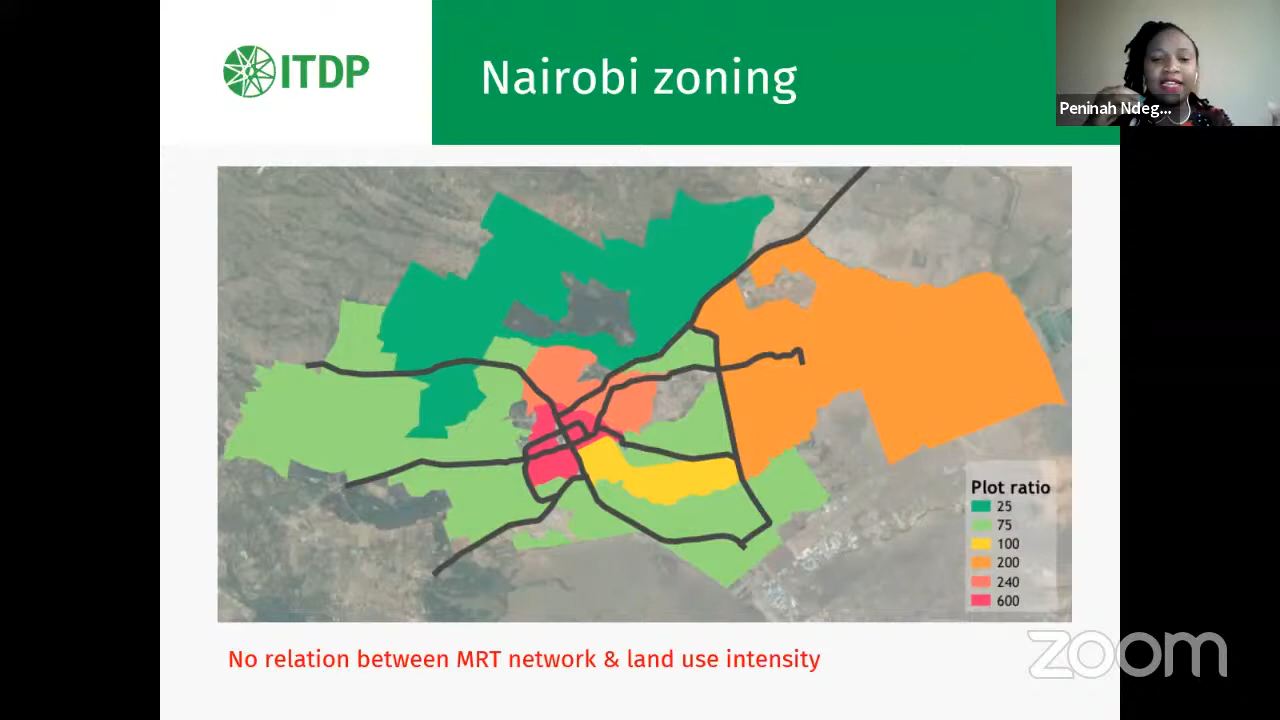 ITDP
Nairobi zoning
Peninah Ndeg...
Plot ratio
25
75
100
200
240
600
No relation between MRT network & land use intensity
zoom